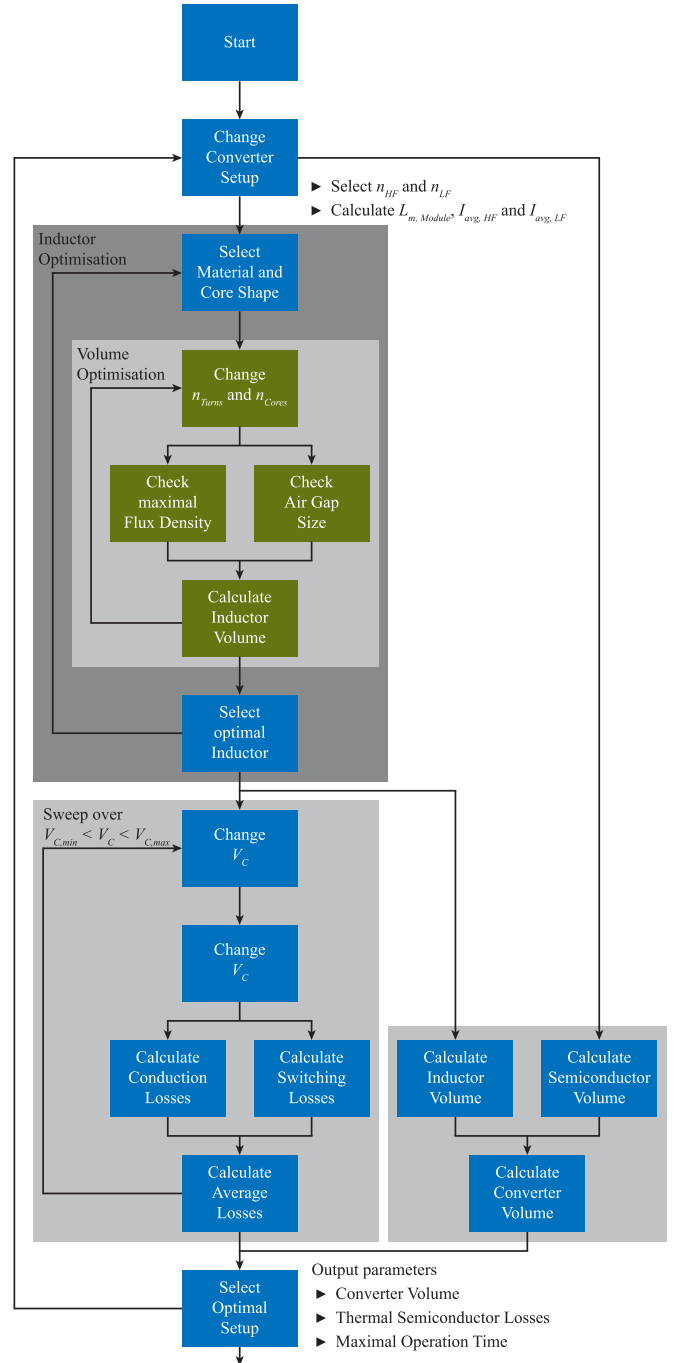 Start
Change
Converter
Setup
► Select n_HF and n_LF
► Calculate L_m, Module, I_avg, HF and I_avg, LF
Inductor
Optimisation
Select
Material and
Core Shape
Volume
Optimisation
Change
n_Turns and n_Cores
Check
maximal
Flux Density
Check
Air Gap
Size
Calculate
Inductor
Volume
Select
optimal
Inductor
Sweep over
V_C,min < V_C < V_C,max
Change
V_C
Change
V_C
Calculate
Conduction
Losses
Calculate
Switching
Losses
Calculate
Inductor
Volume
Calculate
Semiconductor
Volume
Calculate
Average
Losses
Calculate
Converter
Volume
Select
Optimal
Setup
Output parameters
► Converter Volume
► Thermal Semiconductor Losses
► Maximal Operation Time